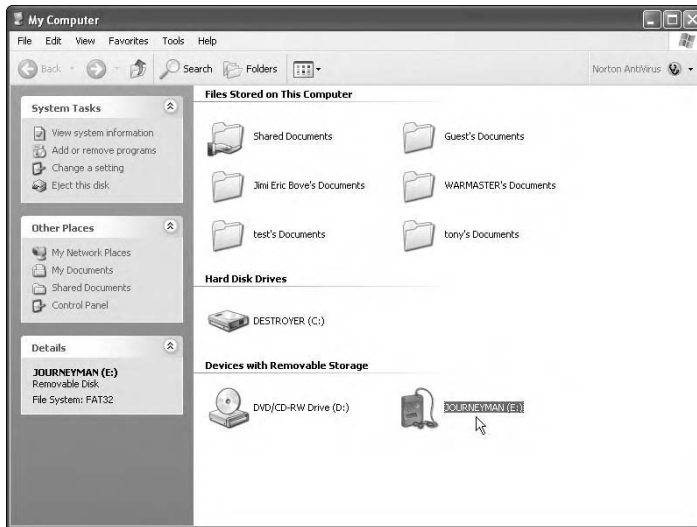 My Computer
File Edit View Favorites Tools Help
Back Search Folders Norton AntiVirus
System Tasks
View system information
Add or remove programs
Change a setting
Eject this disk
Other Places
My Network Places
My Documents
Shared Documents
Control Panel
Details
JOURNEYMAN (E:)
Removable Disk
File System: FAT32
Files Stored on This Computer
Shared Documents Guest's Documents
Jimi Eric Bove's Documents WARMASTER's Documents
test's Documents tony's Documents
Hard Disk Drives
DESTROYER (C:)
Devices with Removable Storage
DVD/CD-RW Drive (D:) JOURNEYMAN (E:)